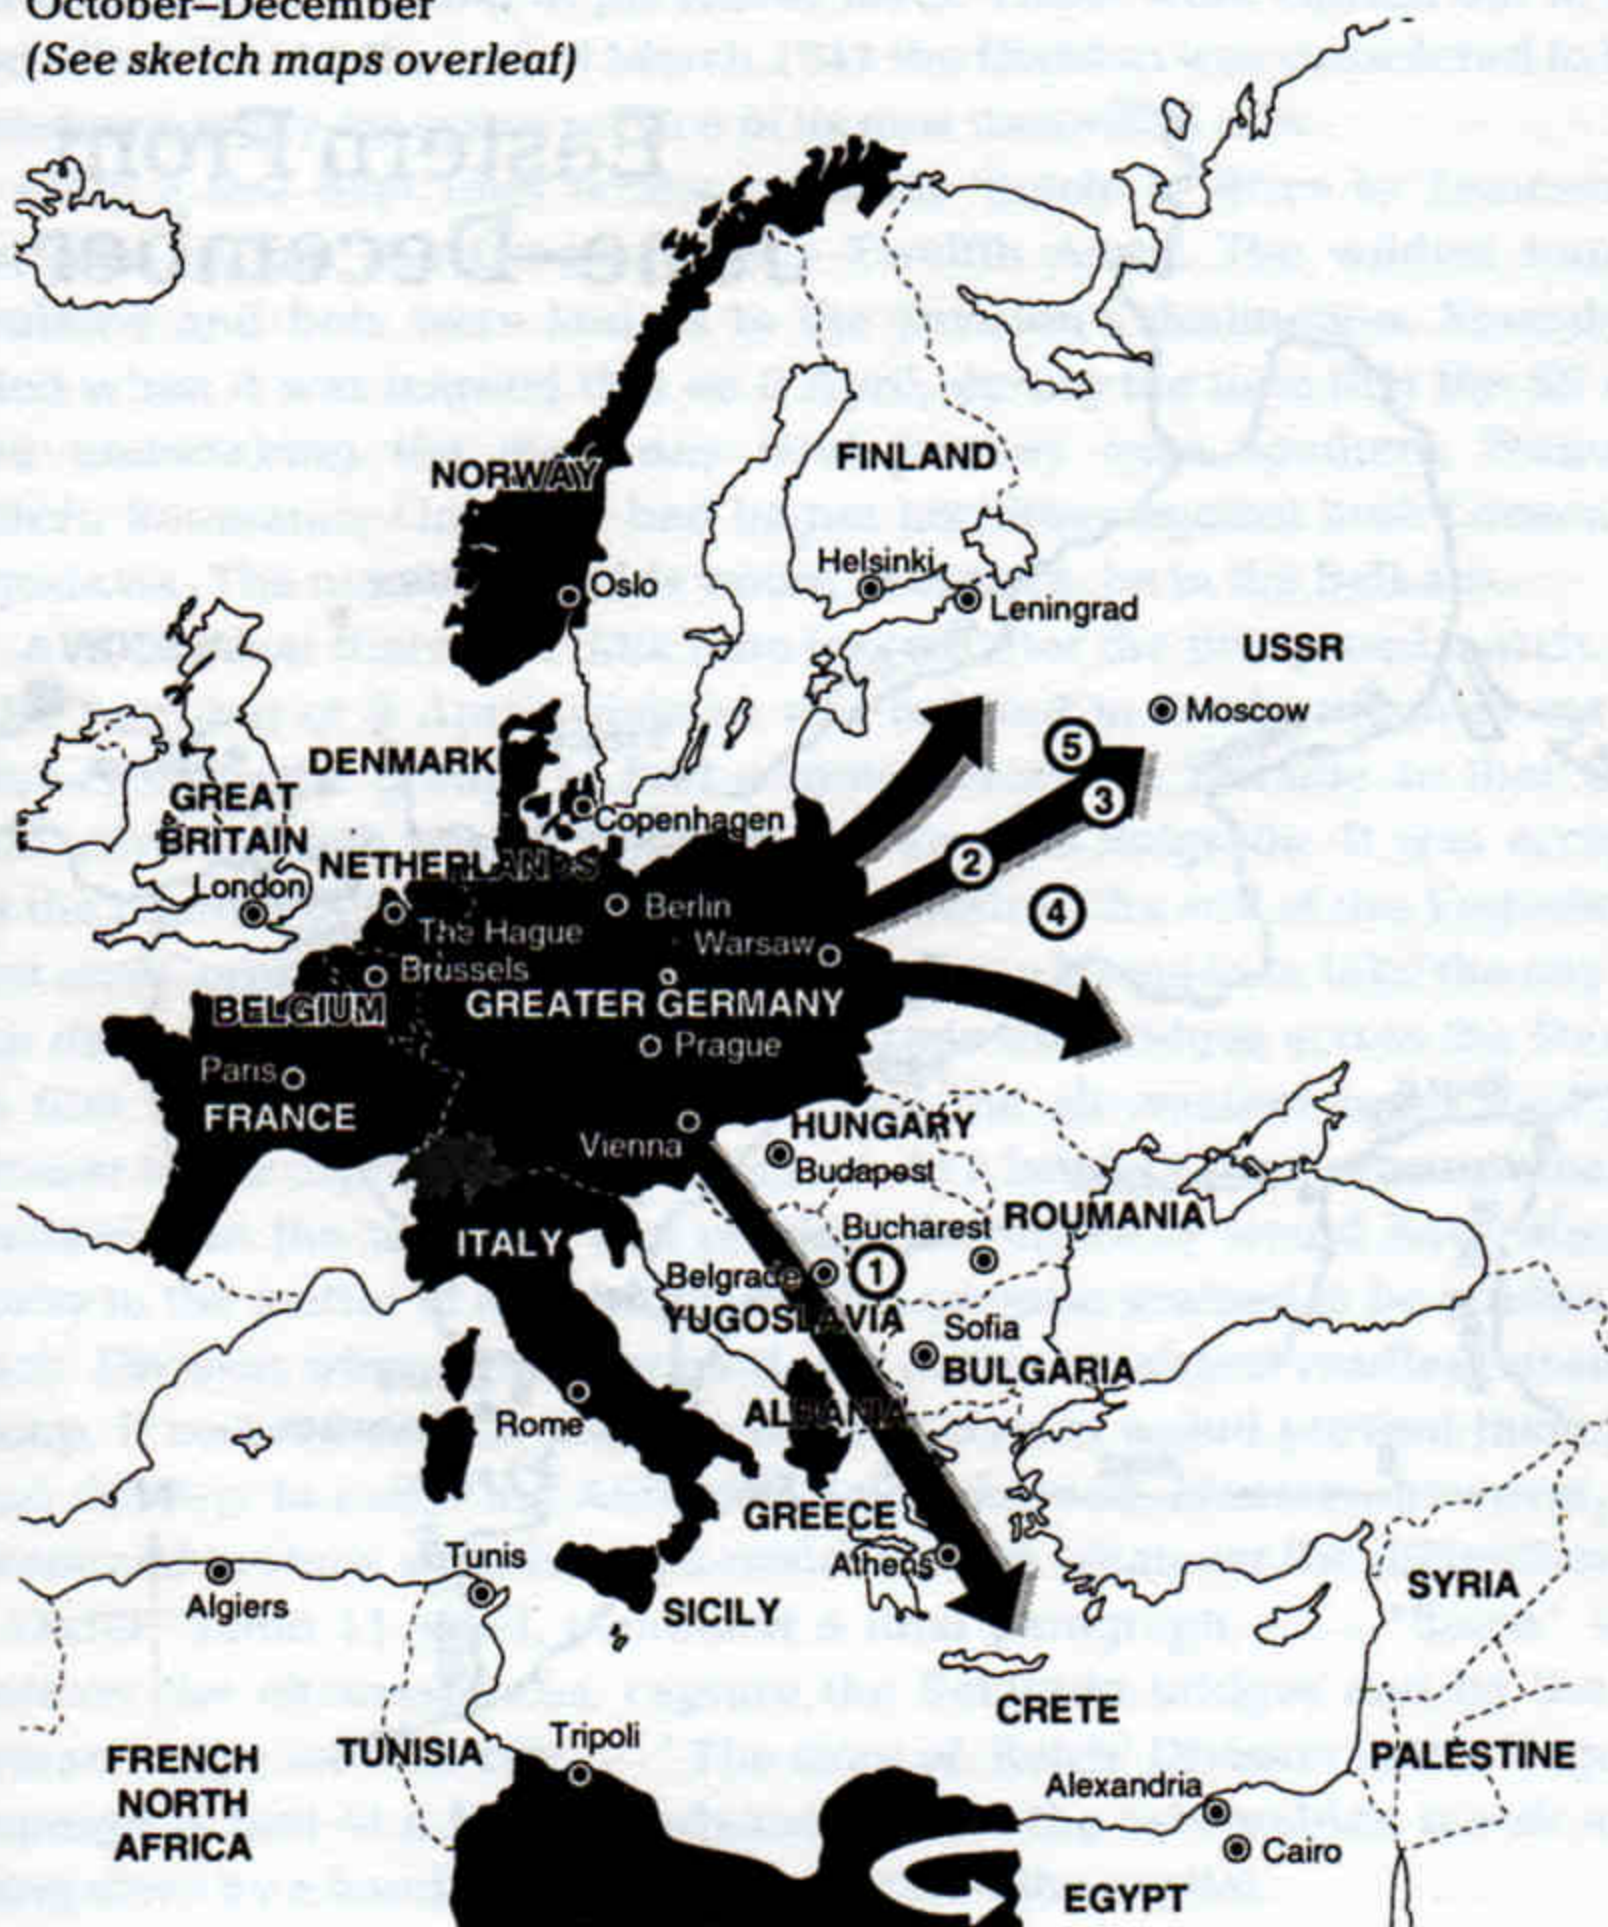 October–December
(See sketch maps overleaf)
NORWAY
FINLAND
Helsinki
Oslo
Leningrad
USSR
Moscow
DENMARK
5
GREAT
BRITAIN
Copenhagen
3
NETHERLANDS
2
London
Berlin
4
The Hague
Warsaw
Brussels
BELGIUM
GREATER GERMANY
Prague
Paris
FRANCE
HUNGARY
Vienna
Budapest
ROUMANIA
Bucharest
ITALY
Belgrade
1
YUGOSLAVIA
Sofia
BULGARIA
Rome
ALBANIA
GREECE
Tunis
Athens
Algiers
SYRIA
SICILY
CRETE
Tripoli
TUNISIA
FRENCH
NORTH
AFRICA
PALESTINE
Alexandria
Cairo
EGYPT